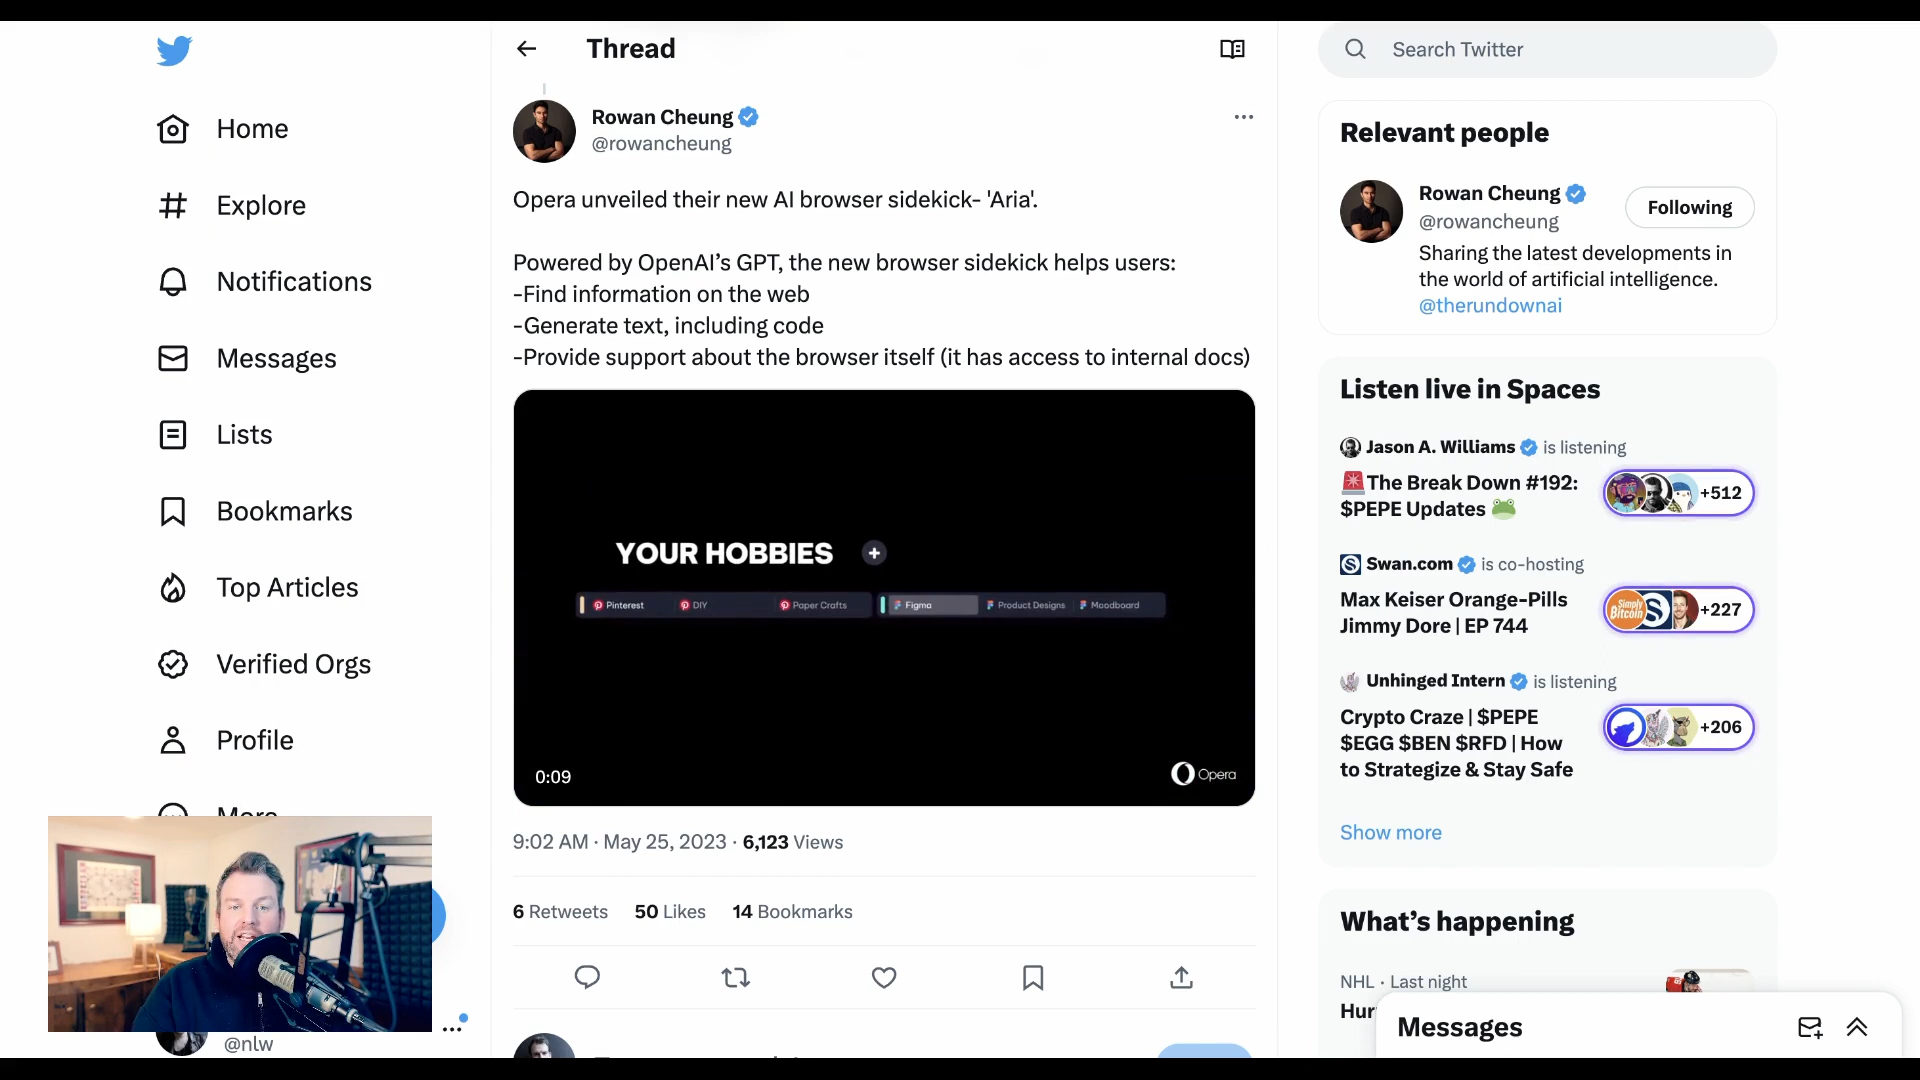 Home
Explore
Notifications
Messages
Lists
Bookmarks
Top Articles
Verified Orgs
Profile
More
@nlw
Thread
Rowan Cheung
@rowancheung
Opera unveiled their new AI browser sidekick- 'Aria'.
Powered by OpenAI’s GPT, the new browser sidekick helps users:
-Find information on the web
-Generate text, including code
-Provide support about the browser itself (it has access to internal docs)
YOUR HOBBIES
Pinterest DIY Paper Crafts Figma Product Designs Moodboard
0:09
Opera
9:02 AM · May 25, 2023 · 6,123 Views
6 Retweets 50 Likes 14 Bookmarks
Search Twitter
Relevant people
Rowan Cheung
@rowancheung
Following
Sharing the latest developments in
the world of artificial intelligence.
@therundownai
Listen live in Spaces
Jason A. Williams is listening
The Break Down #192:
$PEPE Updates
+512
Swan.com is co-hosting
Max Keiser Orange-Pills
Jimmy Dore | EP 744
Simply
Bitcoin
+227
Unhinged Intern is listening
Crypto Craze | $PEPE
$EGG $BEN $RFD | How
to Strategize & Stay Safe
+206
Show more
What’s happening
NHL · Last night
Messages